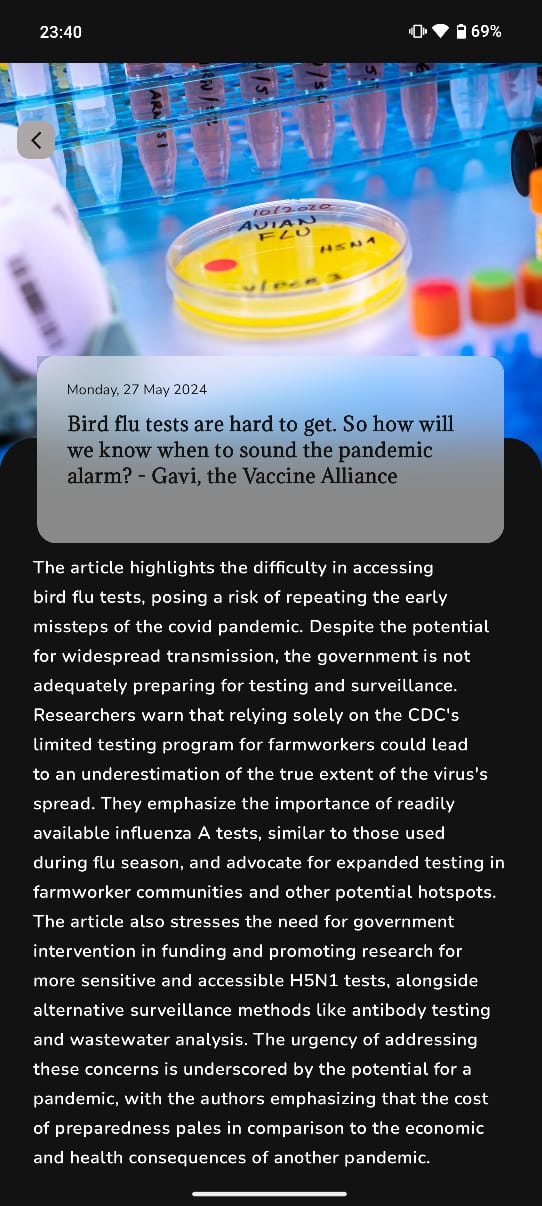 23:40
69%
10/2020
AVIAN
FLU
H5N1
Monday, 27 May 2024
Bird flu tests are hard to get. So how will
we know when to sound the pandemic
alarm? - Gavi, the Vaccine Alliance
The article highlights the difficulty in accessing
bird flu tests, posing a risk of repeating the early
missteps of the covid pandemic. Despite the potential
for widespread transmission, the government is not
adequately preparing for testing and surveillance.
Researchers warn that relying solely on the CDC's
limited testing program for farmworkers could lead
to an underestimation of the true extent of the virus's
spread. They emphasize the importance of readily
available influenza A tests, similar to those used
during flu season, and advocate for expanded testing in
farmworker communities and other potential hotspots.
The article also stresses the need for government
intervention in funding and promoting research for
more sensitive and accessible H5N1 tests, alongside
alternative surveillance methods like antibody testing
and wastewater analysis. The urgency of addressing
these concerns is underscored by the potential for a
pandemic, with the authors emphasizing that the cost
of preparedness pales in comparison to the economic
and health consequences of another pandemic.